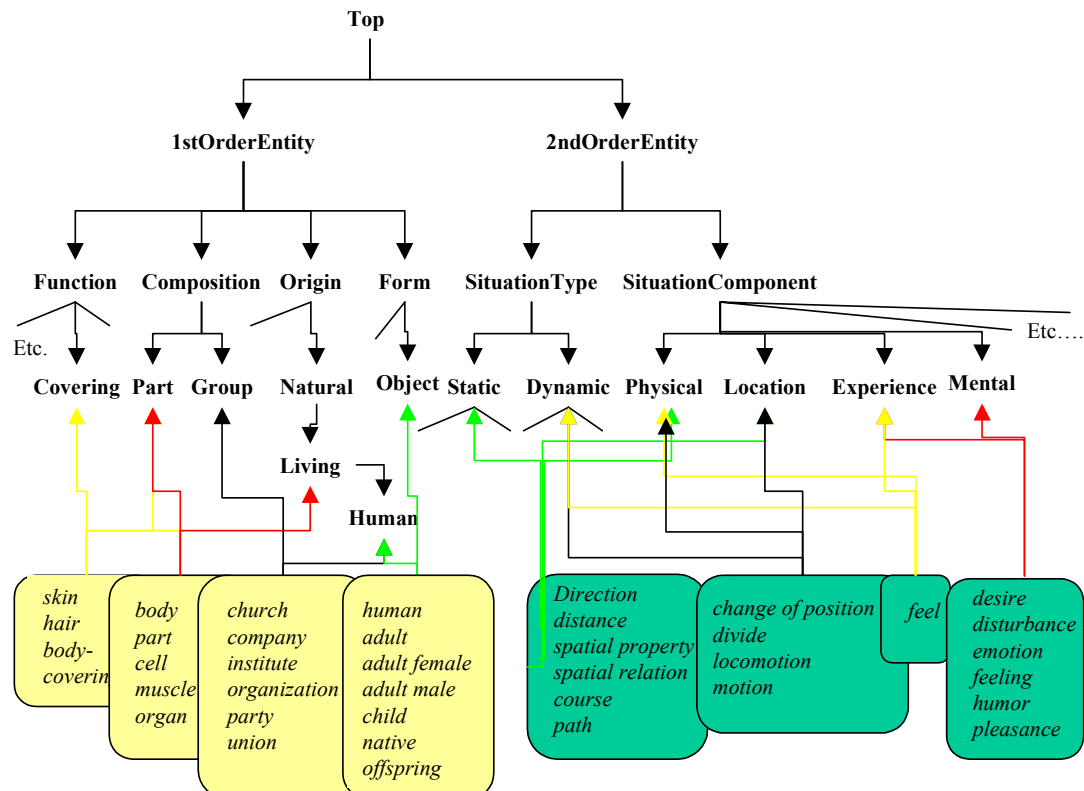 Top
1stOrderEntity
2ndOrderEntity
Function
Composition
Origin
Form
SituationType
SituationComponent
Etc.
Etc….
Covering
Part
Group
Natural
Object
Static
Dynamic
Physical
Location
Experience
Mental
Living
Human
skin
hair
body-
coverin
body
part
cell
muscle
organ
church
company
institute
organization
party
union
human
adult
adult female
adult male
child
native
offspring
Direction
distance
spatial property
spatial relation
course
path
change of position
divide
locomotion
motion
feel
desire
disturbance
emotion
feeling
humor
pleasance